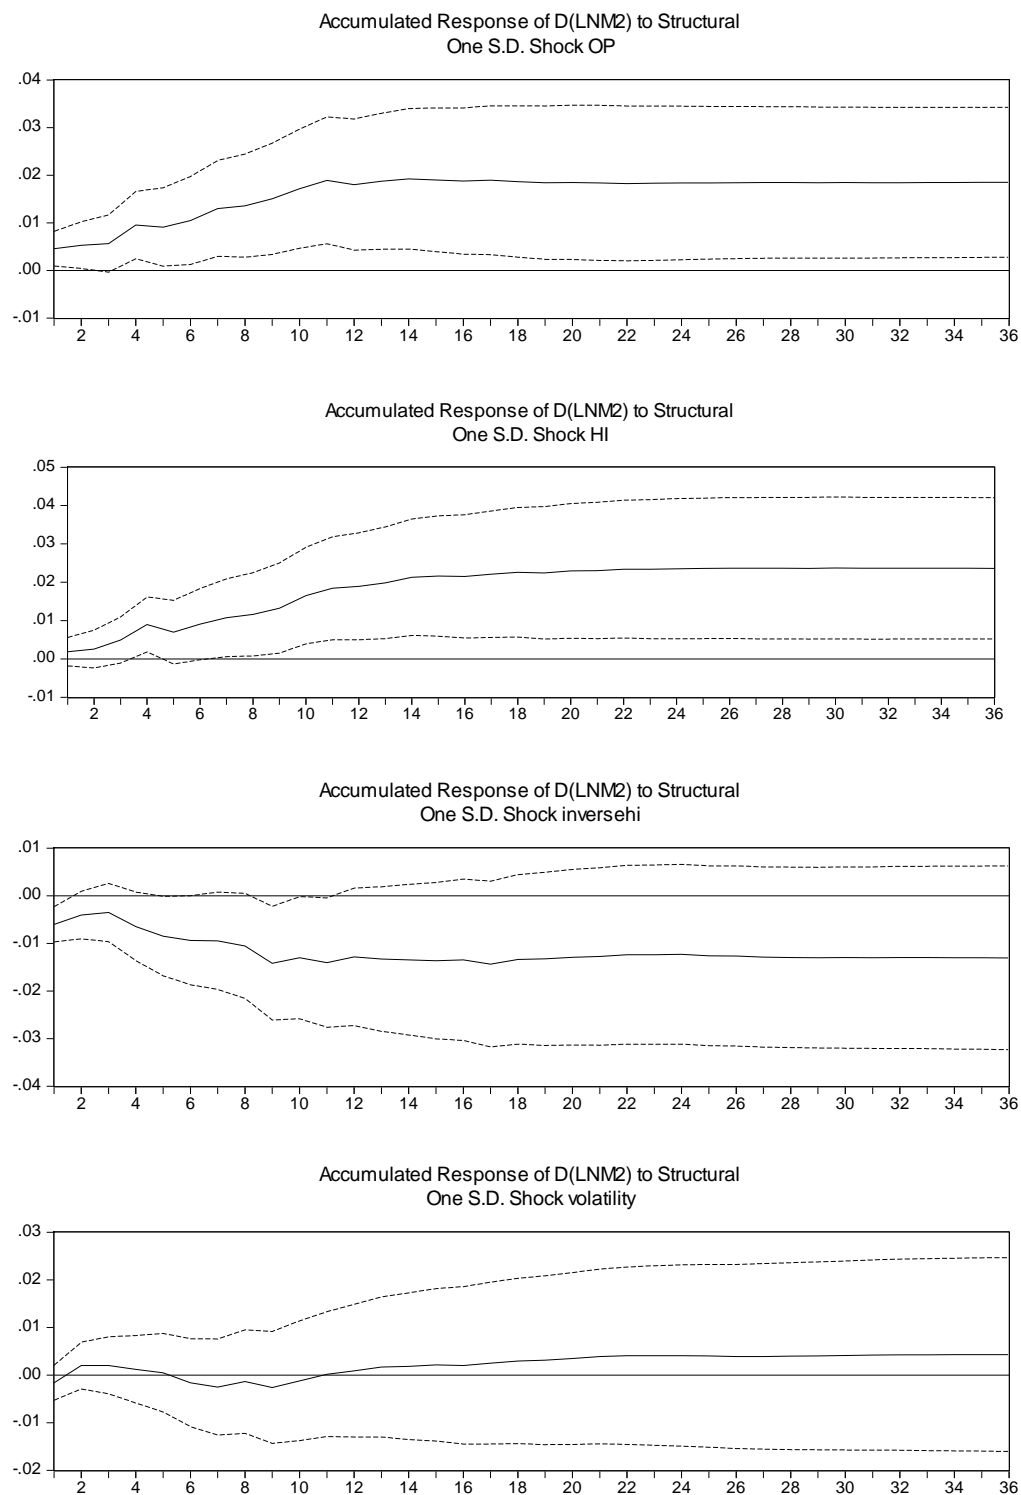 Accumulated Response of D(LNM2) to Structural
One S.D. Shock OP
.04
.03
.02
.01
.00
-.01
2 4 6 8 10 12 14 16 18 20 22 24 26 28 30 32 34 36
Accumulated Response of D(LNM2) to Structural
One S.D. Shock HI
.05
.04
.03
.02
.01
.00
-.01
2 4 6 8 10 12 14 16 18 20 22 24 26 28 30 32 34 36
Accumulated Response of D(LNM2) to Structural
One S.D. Shock inversehi
.01
.00
-.01
-.02
-.03
-.04
2 4 6 8 10 12 14 16 18 20 22 24 26 28 30 32 34 36
Accumulated Response of D(LNM2) to Structural
One S.D. Shock volatility
.03
.02
.01
.00
-.01
-.02
2 4 6 8 10 12 14 16 18 20 22 24 26 28 30 32 34 36